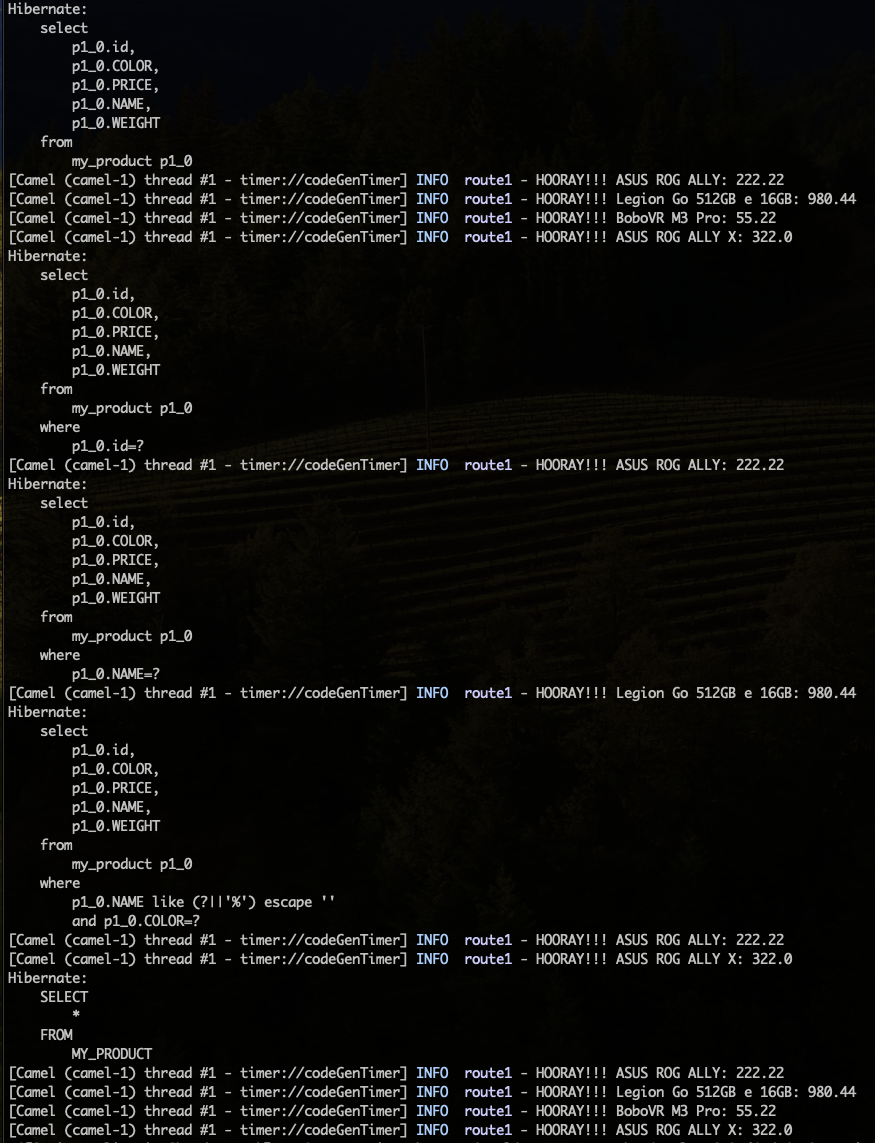 Hibernate:
    select
        p1_0.id,
        p1_0.COLOR,
        p1_0.PRICE,
        p1_0.NAME,
        p1_0.WEIGHT
    from
        my_product p1_0
[Camel (camel-1) thread #1 - timer://codeGenTimer] INFO  route1 - HOORAY!!! ASUS ROG ALLY: 222.22
[Camel (camel-1) thread #1 - timer://codeGenTimer] INFO  route1 - HOORAY!!! Legion Go 512GB e 16GB: 980.44
[Camel (camel-1) thread #1 - timer://codeGenTimer] INFO  route1 - HOORAY!!! BoboVR M3 Pro: 55.22
[Camel (camel-1) thread #1 - timer://codeGenTimer] INFO  route1 - HOORAY!!! ASUS ROG ALLY X: 322.0
Hibernate:
    select
        p1_0.id,
        p1_0.COLOR,
        p1_0.PRICE,
        p1_0.NAME,
        p1_0.WEIGHT
    from
        my_product p1_0
    where
        p1_0.id=?
[Camel (camel-1) thread #1 - timer://codeGenTimer] INFO  route1 - HOORAY!!! ASUS ROG ALLY: 222.22
Hibernate:
    select
        p1_0.id,
        p1_0.COLOR,
        p1_0.PRICE,
        p1_0.NAME,
        p1_0.WEIGHT
    from
        my_product p1_0
    where
        p1_0.NAME=?
[Camel (camel-1) thread #1 - timer://codeGenTimer] INFO  route1 - HOORAY!!! Legion Go 512GB e 16GB: 980.44
Hibernate:
    select
        p1_0.id,
        p1_0.COLOR,
        p1_0.PRICE,
        p1_0.NAME,
        p1_0.WEIGHT
    from
        my_product p1_0
    where
        p1_0.NAME like (?||'%') escape ''
        and p1_0.COLOR=?
[Camel (camel-1) thread #1 - timer://codeGenTimer] INFO  route1 - HOORAY!!! ASUS ROG ALLY: 222.22
[Camel (camel-1) thread #1 - timer://codeGenTimer] INFO  route1 - HOORAY!!! ASUS ROG ALLY X: 322.0
Hibernate:
    SELECT
        *
    FROM
        MY_PRODUCT
[Camel (camel-1) thread #1 - timer://codeGenTimer] INFO  route1 - HOORAY!!! ASUS ROG ALLY: 222.22
[Camel (camel-1) thread #1 - timer://codeGenTimer] INFO  route1 - HOORAY!!! Legion Go 512GB e 16GB: 980.44
[Camel (camel-1) thread #1 - timer://codeGenTimer] INFO  route1 - HOORAY!!! BoboVR M3 Pro: 55.22
[Camel (camel-1) thread #1 - timer://codeGenTimer] INFO  route1 - HOORAY!!! ASUS ROG ALLY X: 322.0